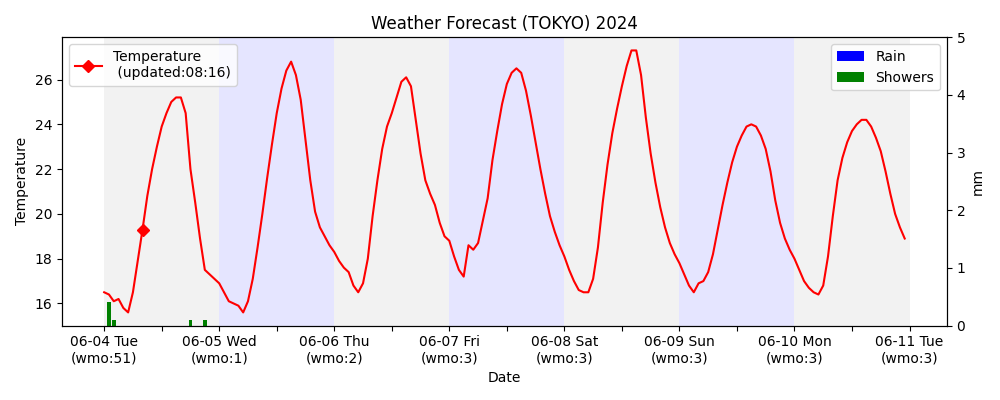 Weather Forecast (TOKYO) 2024
Temperature
(updated:08:16)
Rain
Showers
Temperature
26
24
22
20
18
16
5
4
3
2
1
0
mm
06-04 Tue
(wmo:51)
06-05 Wed
(wmo:1)
06-06 Thu
(wmo:2)
06-07 Fri
(wmo:3)
06-08 Sat
(wmo:3)
06-09 Sun
(wmo:3)
06-10 Mon
(wmo:3)
06-11 Tue
(wmo:3)
Date